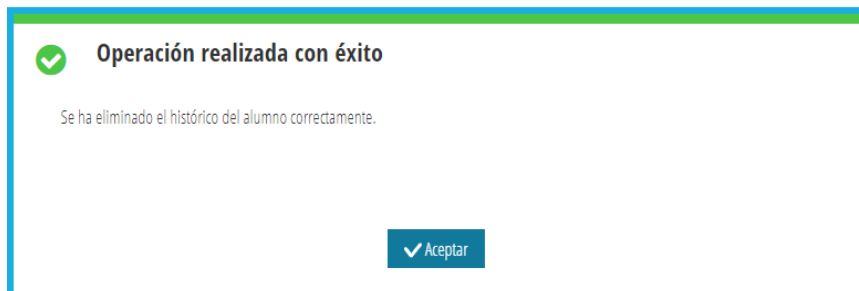 Operación realizada con éxito
Se ha eliminado el histórico del alumno correctamente.
Aceptar